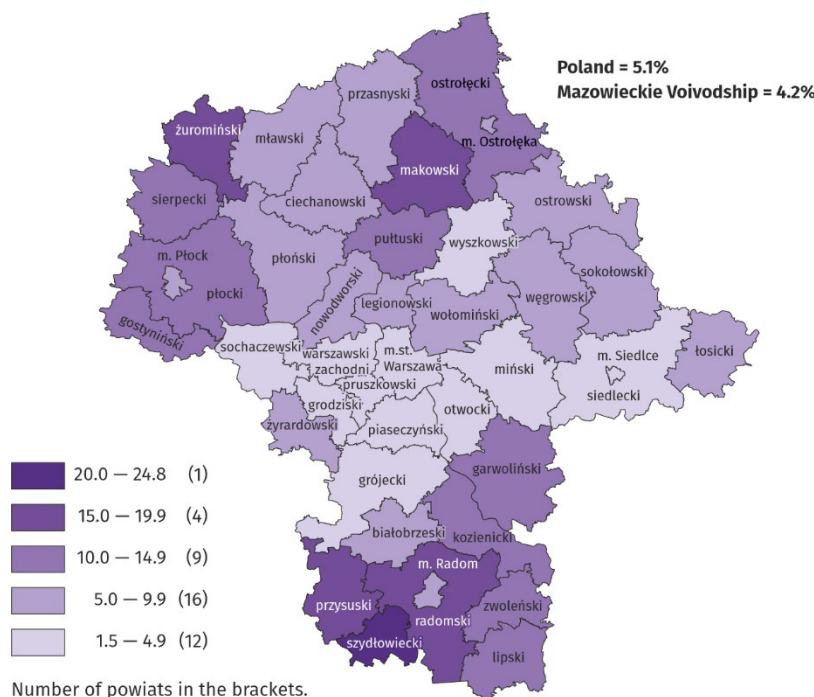 Poland = 5.1%
Mazowieckie Voivodship = 4.2%
ostrołęcki
przasnyski
żuromiński
mławski
m. Ostrołęka
makowski
sierpecki
ciechanowski
ostrowski
pułtuski
wyszkowski
m. Płock
płoński
sokołowski
płocki
nowodworski
legionowski
węgrowski
wołomiński
gostyniński
sochaczewski
warszawski
zachodni
m.st.
Warszawa
miński
m. Siedlce
łosicki
pruszkowski
siedlecki
grodziski
otwocki
żyrardowski
piaseczyński
garwoliński
grójecki
białobrzeski
kozienicki
m. Radom
przysuski
zwoleński
radomski
szydłowiecki
lipski
20.0 — 24.8 (1)
15.0 — 19.9 (4)
10.0 — 14.9 (9)
5.0 — 9.9 (16)
1.5 — 4.9 (12)
Number of powiats in the brackets.